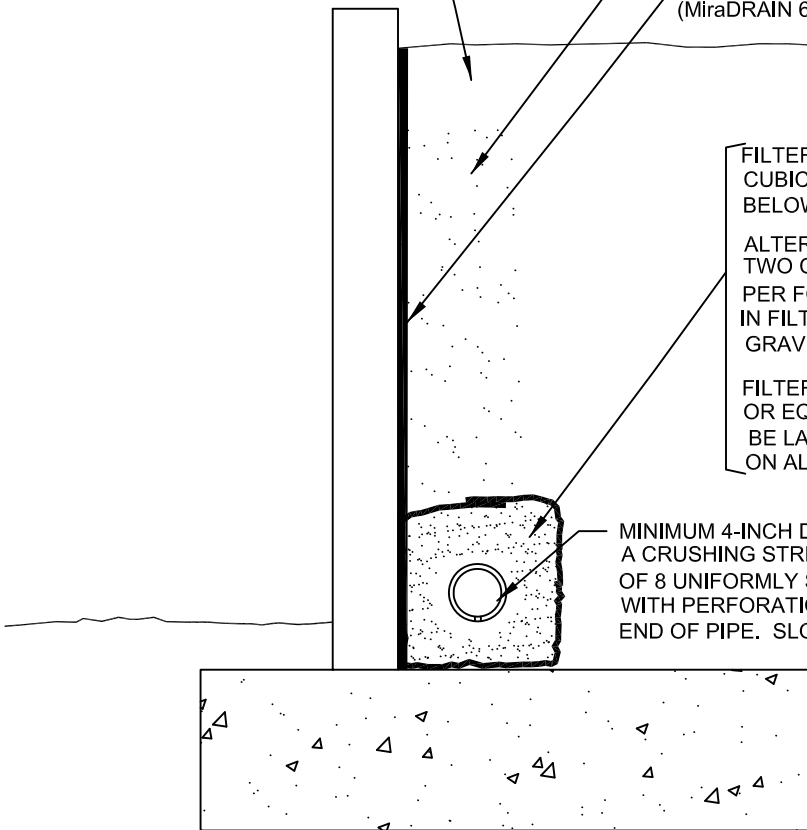 (MiraDRAIN 6
FILTER
CUBIC
BELOW
ALTER
TWO
PER
IN FILT
GRAV
FILTER
OR EQ
BE LA
ON AL
MINIMUM 4-INCH
A CRUSHING STRE
OF 8 UNIFORMLY
WITH PERFORATIO
END OF PIPE. SLO